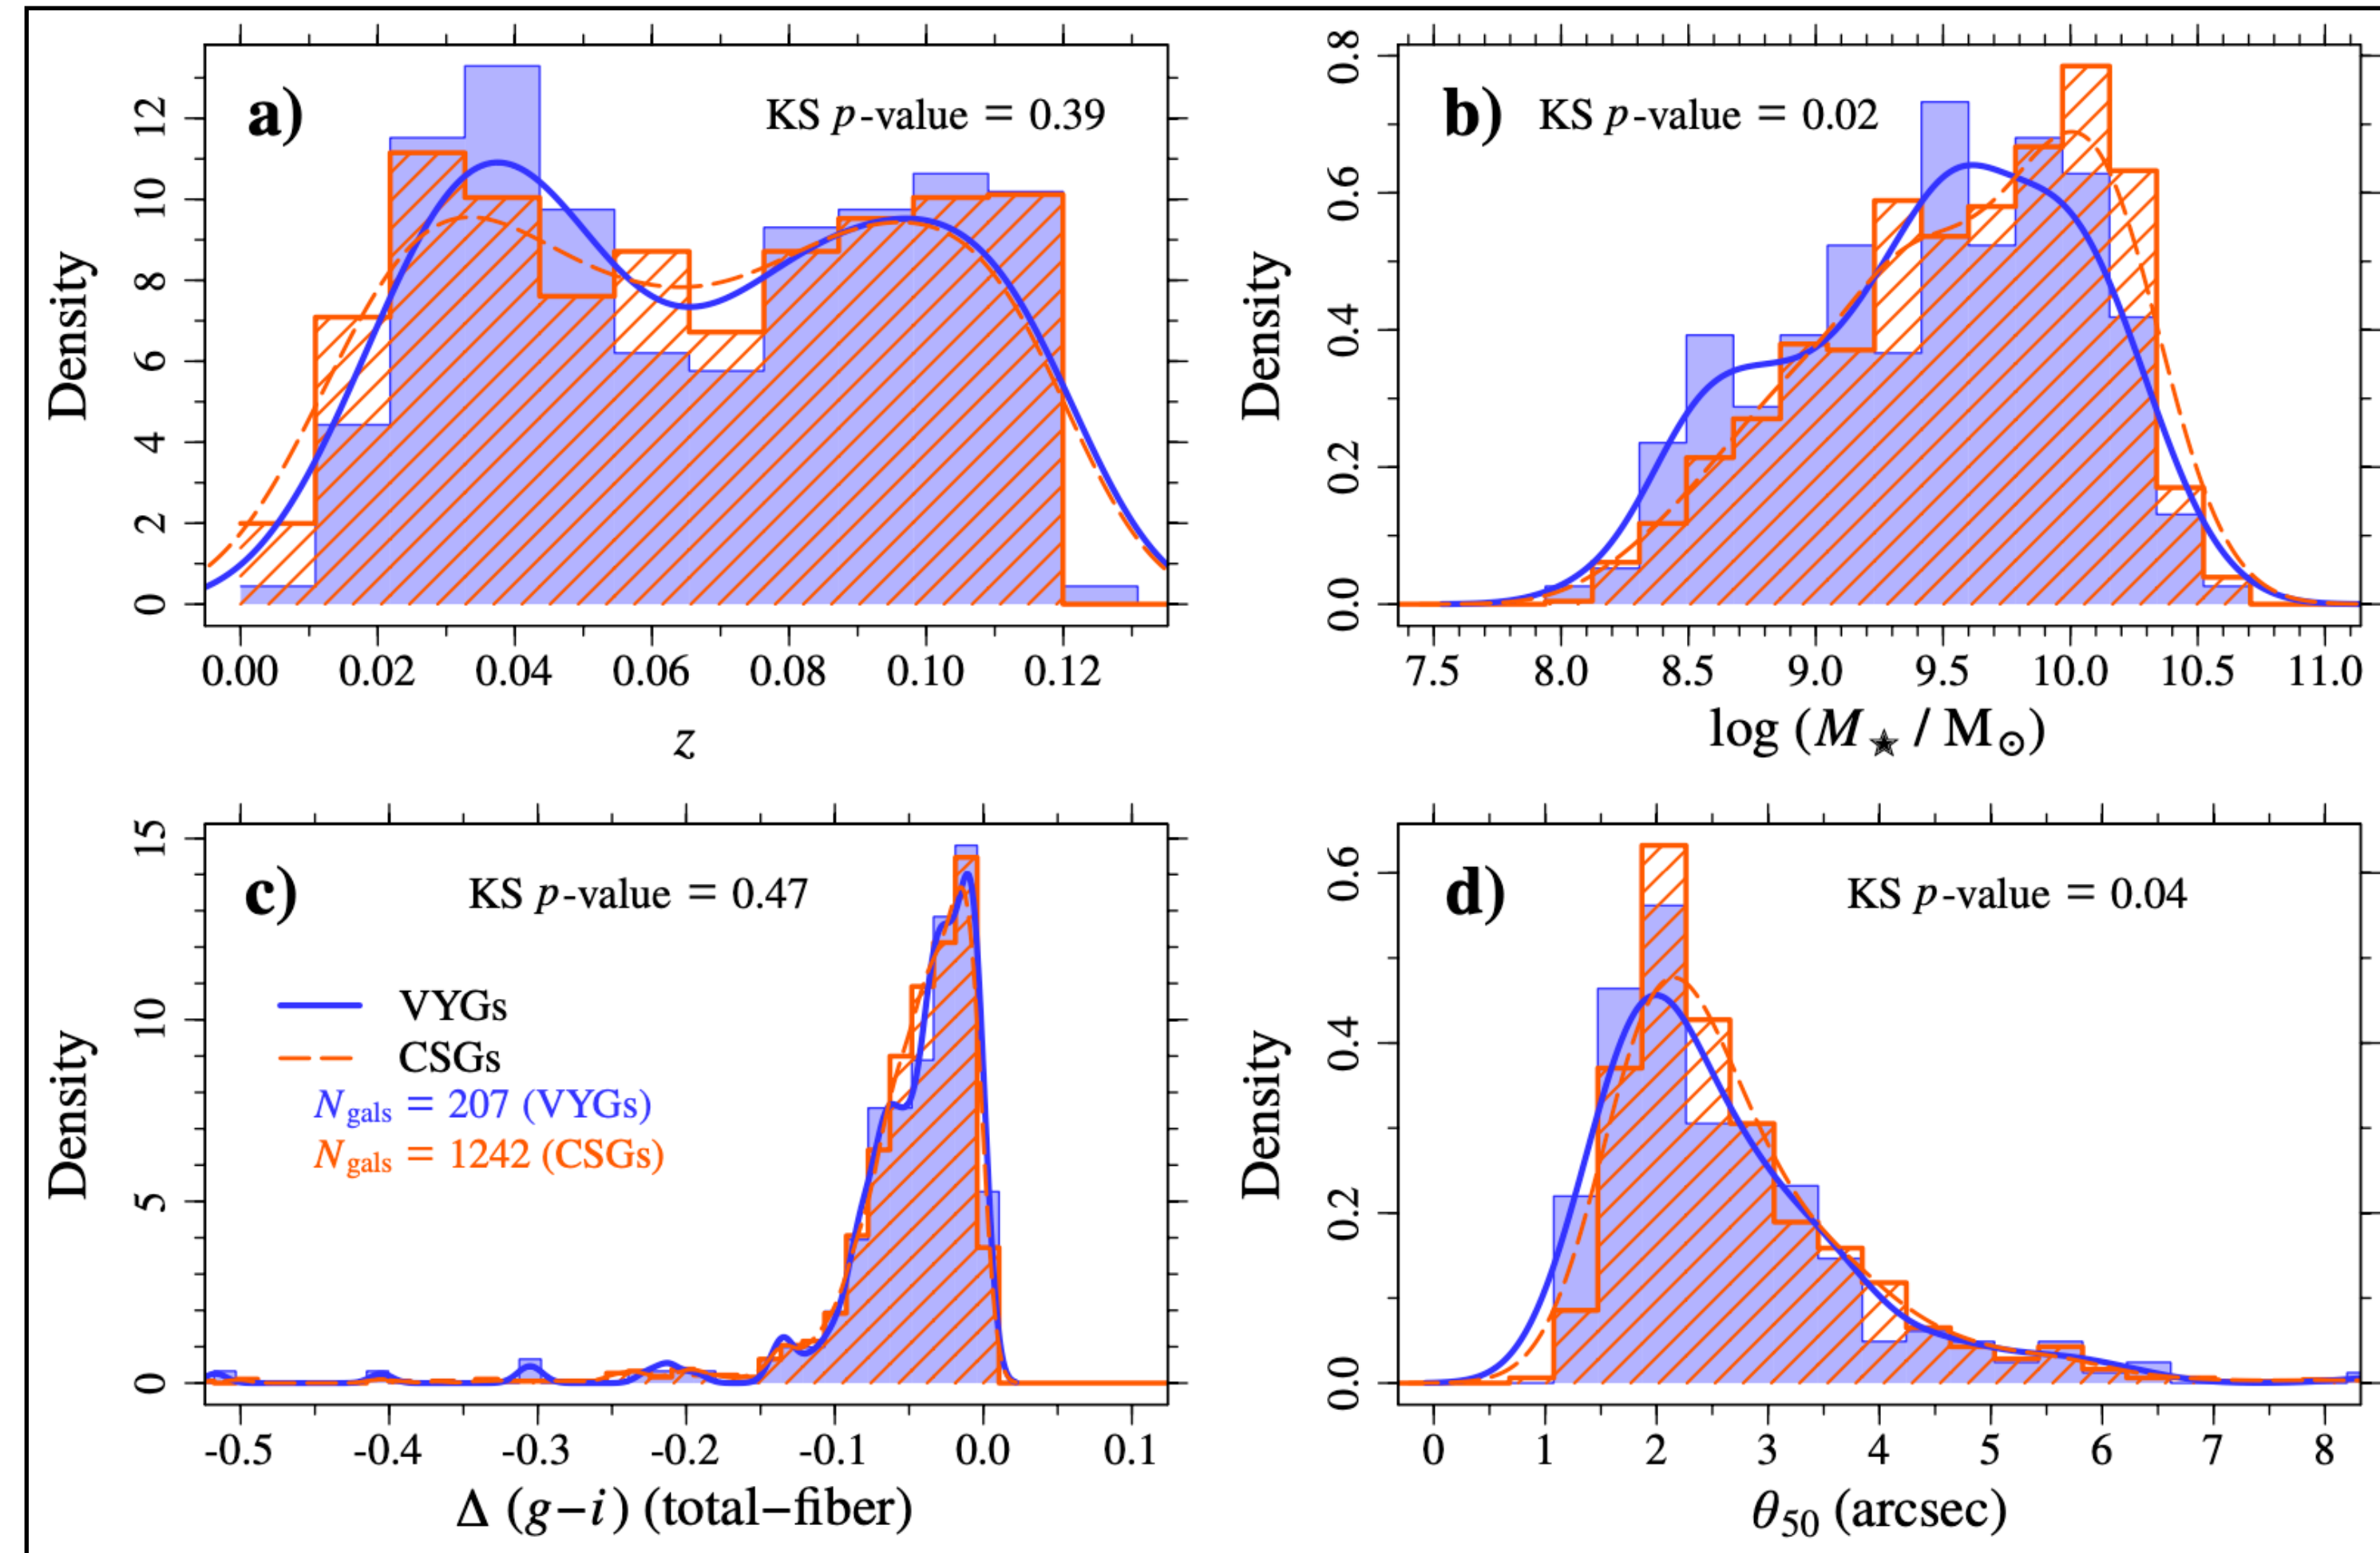 a)
KS p-value = 0.39
Density
0 2 4 6 8 10 12
0.00 0.02 0.04 0.06 0.08 0.10 0.12
z
b)
KS p-value = 0.02
Density
0.0 0.2 0.4 0.6 0.8
7.5 8.0 8.5 9.0 9.5 10.0 10.5 11.0
log (M★ / M⊙)
c)
KS p-value = 0.47
VYGs
CSGs
Ngals = 207 (VYGs)
Ngals = 1242 (CSGs)
Density
0 5 10 15
-0.5 -0.4 -0.3 -0.2 -0.1 0.0 0.1
Δ (g−i) (total−fiber)
d)
KS p-value = 0.04
Density
0.0 0.2 0.4 0.6
0 1 2 3 4 5 6 7 8
θ50 (arcsec)